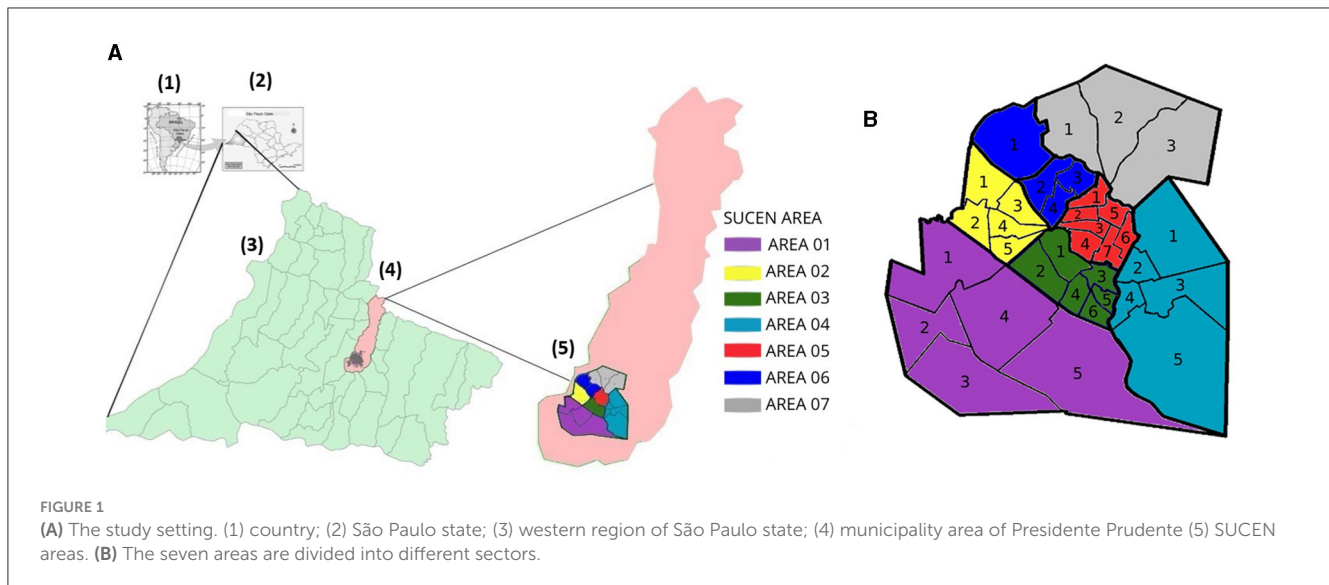 A
(1)
(2)
BRAZIL
São Paulo State
(3)
(4)
(5)
SUCEN AREA
AREA 01
AREA 02
AREA 03
AREA 04
AREA 05
AREA 06
AREA 07
B
1
2
3
1
2
3
4
1
2
3
4
5
1
2
5
3
6
4
7
1
2
3
4
5
6
1
2
3
4
5
1
2
3
4
5
FIGURE 1
(A) The study setting. (1) country; (2) São Paulo state; (3) western region of São Paulo state; (4) municipality area of Presidente Prudente (5) SUCEN
areas. (B) The seven areas are divided into different sectors.